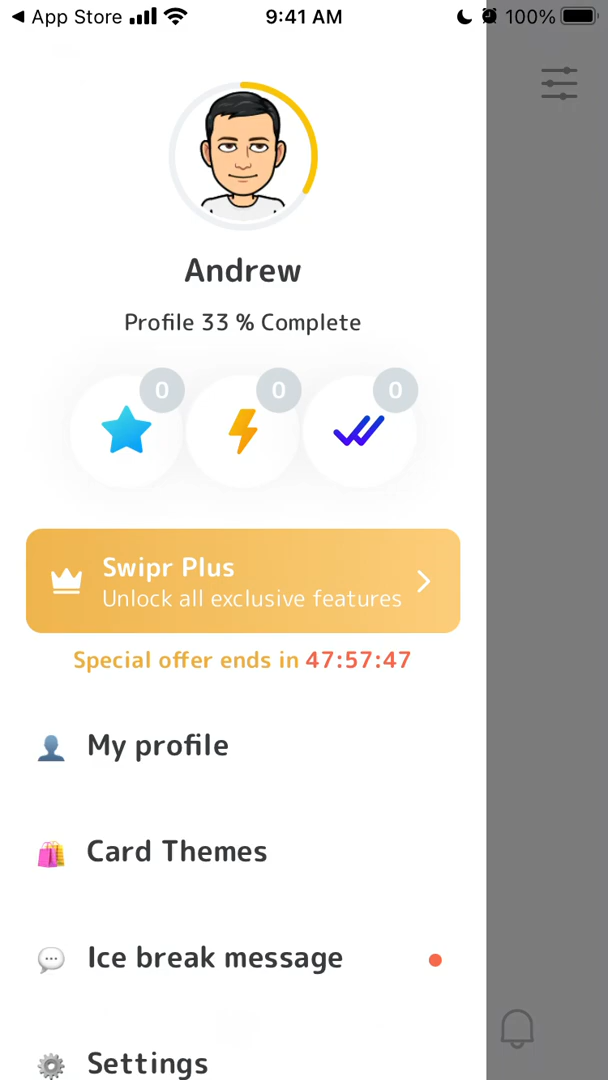 App Store
9:41 AM
100%
Andrew
Profile 33 % Complete
0
0
0
Swipr Plus
Unlock all exclusive features
Special offer ends in 47:57:47
My profile
Card Themes
Ice break message
Settings